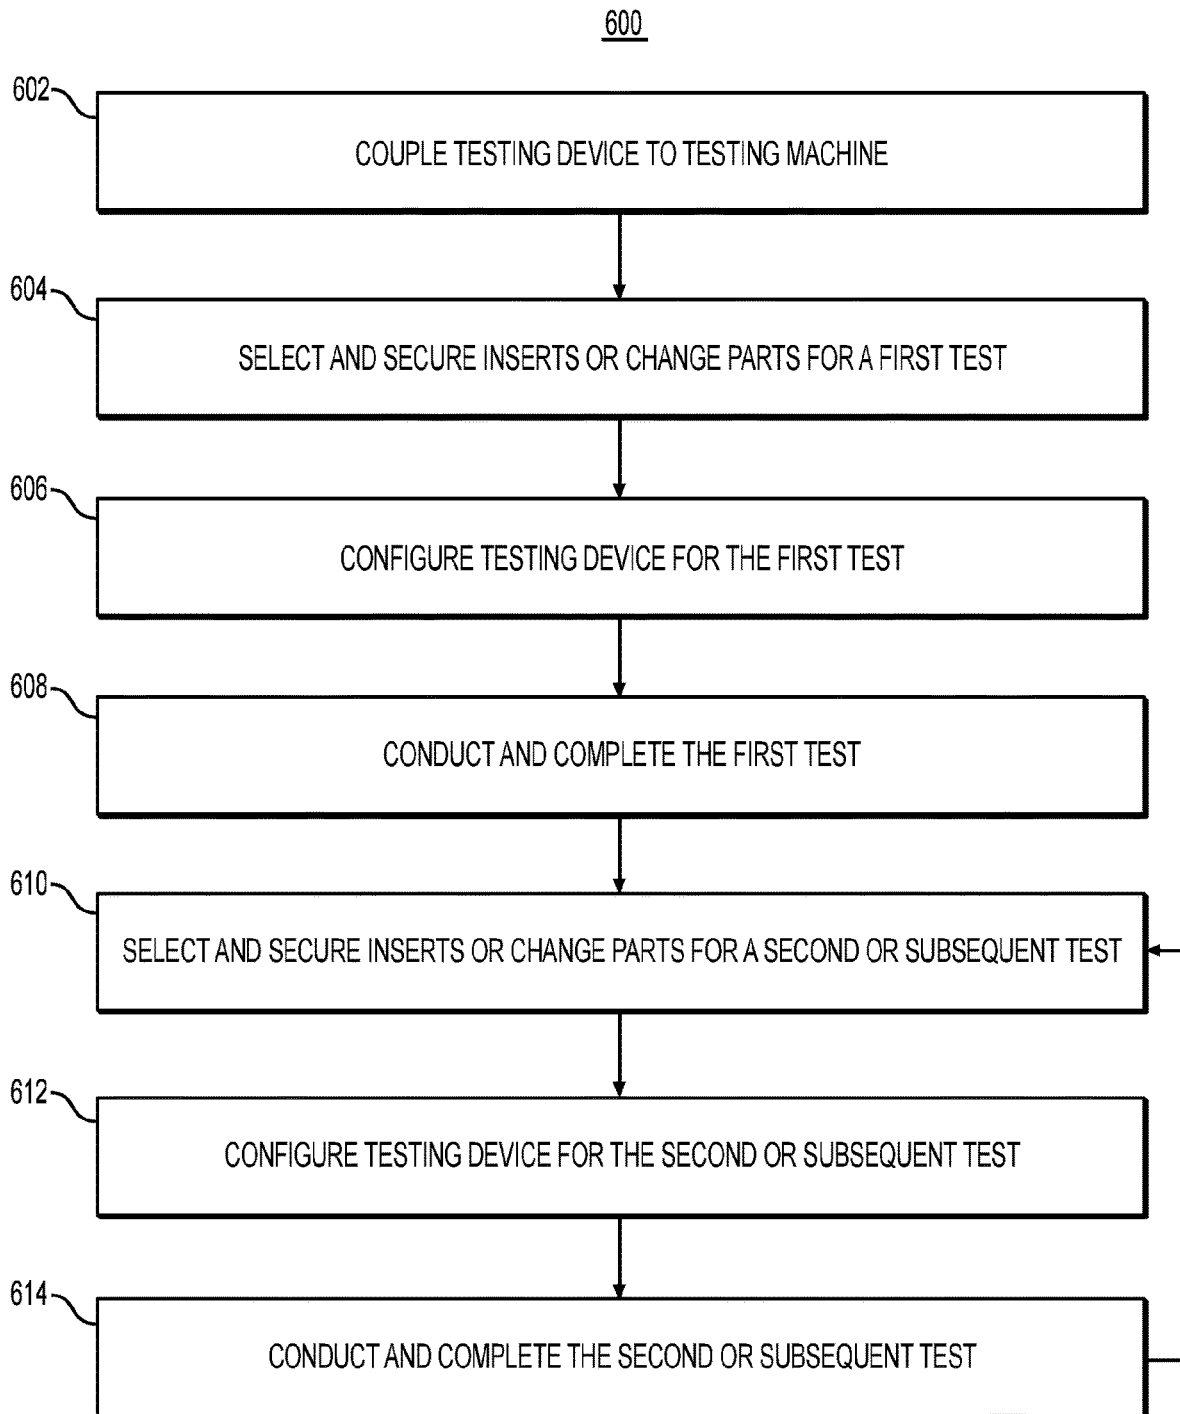 600
602
COUPLE TESTING DEVICE TO TESTING MACHINE
604
SELECT AND SECURE INSERTS OR CHANGE PARTS FOR A FIRST TEST
606
CONFIGURE TESTING DEVICE FOR THE FIRST TEST
608
CONDUCT AND COMPLETE THE FIRST TEST
610
SELECT AND SECURE INSERTS OR CHANGE PARTS FOR A SECOND OR SUBSEQUENT TEST
612
CONFIGURE TESTING DEVICE FOR THE SECOND OR SUBSEQUENT TEST
614
CONDUCT AND COMPLETE THE SECOND OR SUBSEQUENT TEST